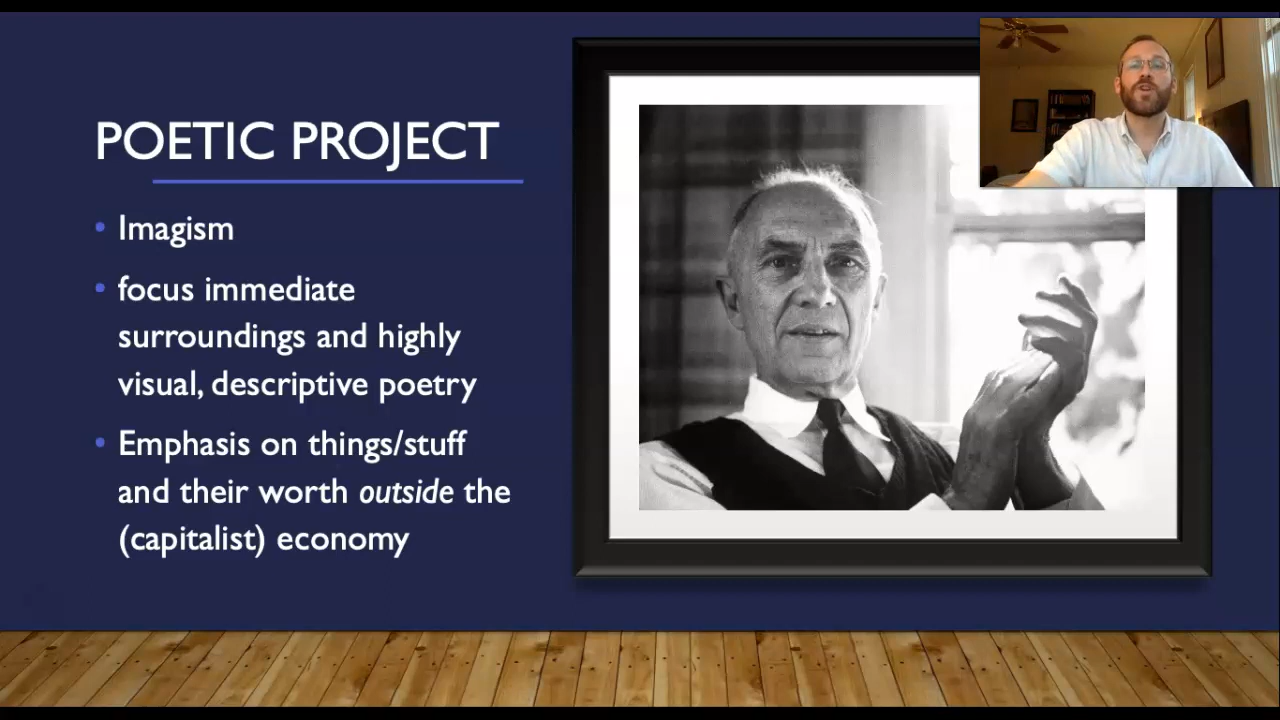 POETIC PROJECT
Imagism
focus immediate
surroundings and highly
visual, descriptive poetry
Emphasis on things/stuff
and their worth outside the
(capitalist) economy